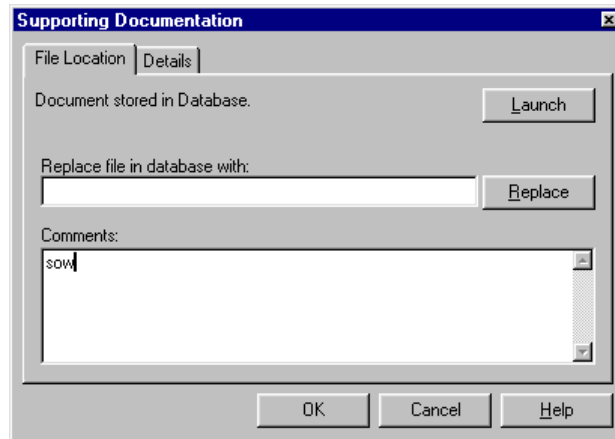 Supporting Documentation
File Location
Details
Document stored in Database.
Launch
Replace file in database with:
Replace
Comments:
sow
OK
Cancel
Help